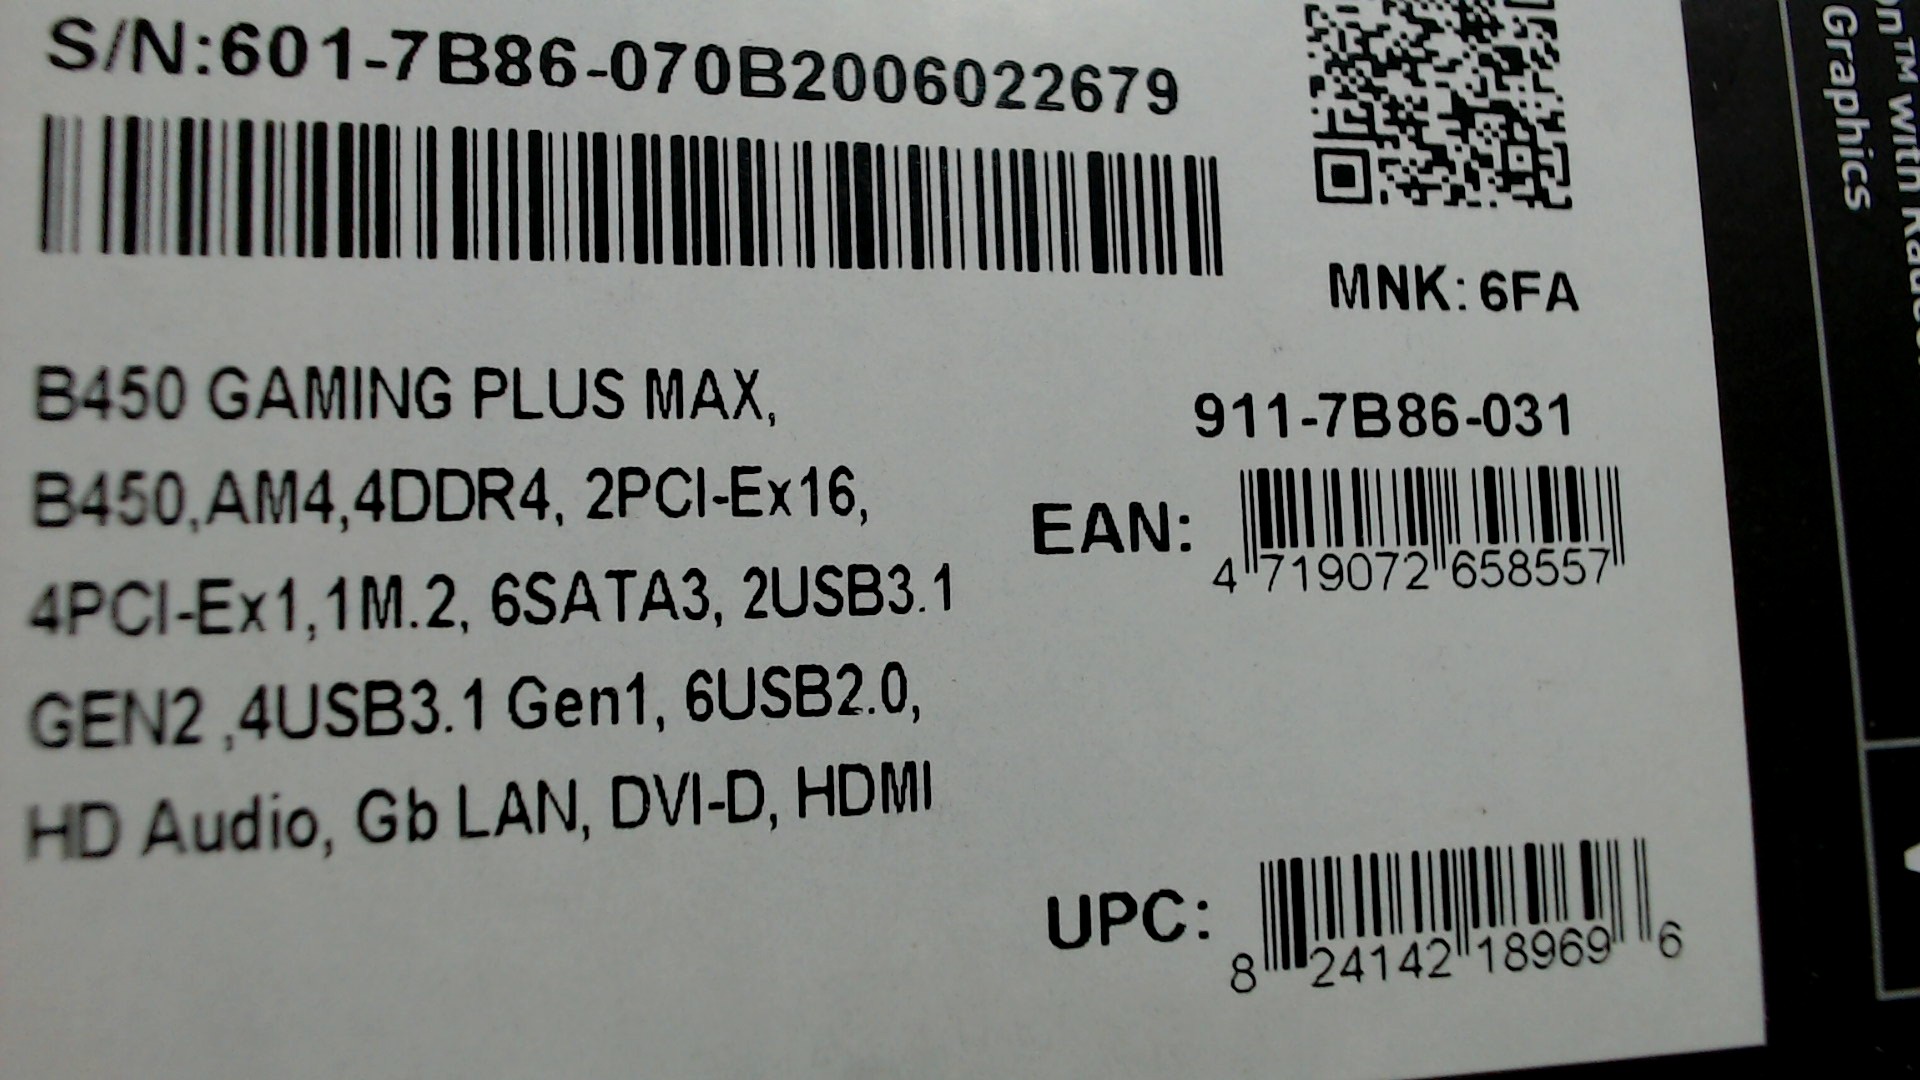 S/N:601-7B86-070B2006022679
MNK: 6FA
B450 GAMING PLUS MAX,
B450,AM4,4DDR4, 2PCI-Ex16,
4PCI-Ex1,1M.2, 6SATA3, 2USB3.1
GEN2 ,4USB3.1 Gen1, 6USB2.0,
HD Audio, Gb LAN, DVI-D, HDMI
911-7B86-031
EAN:
4 719072 658557
UPC:
8 24142 18969 6
with
Graphics